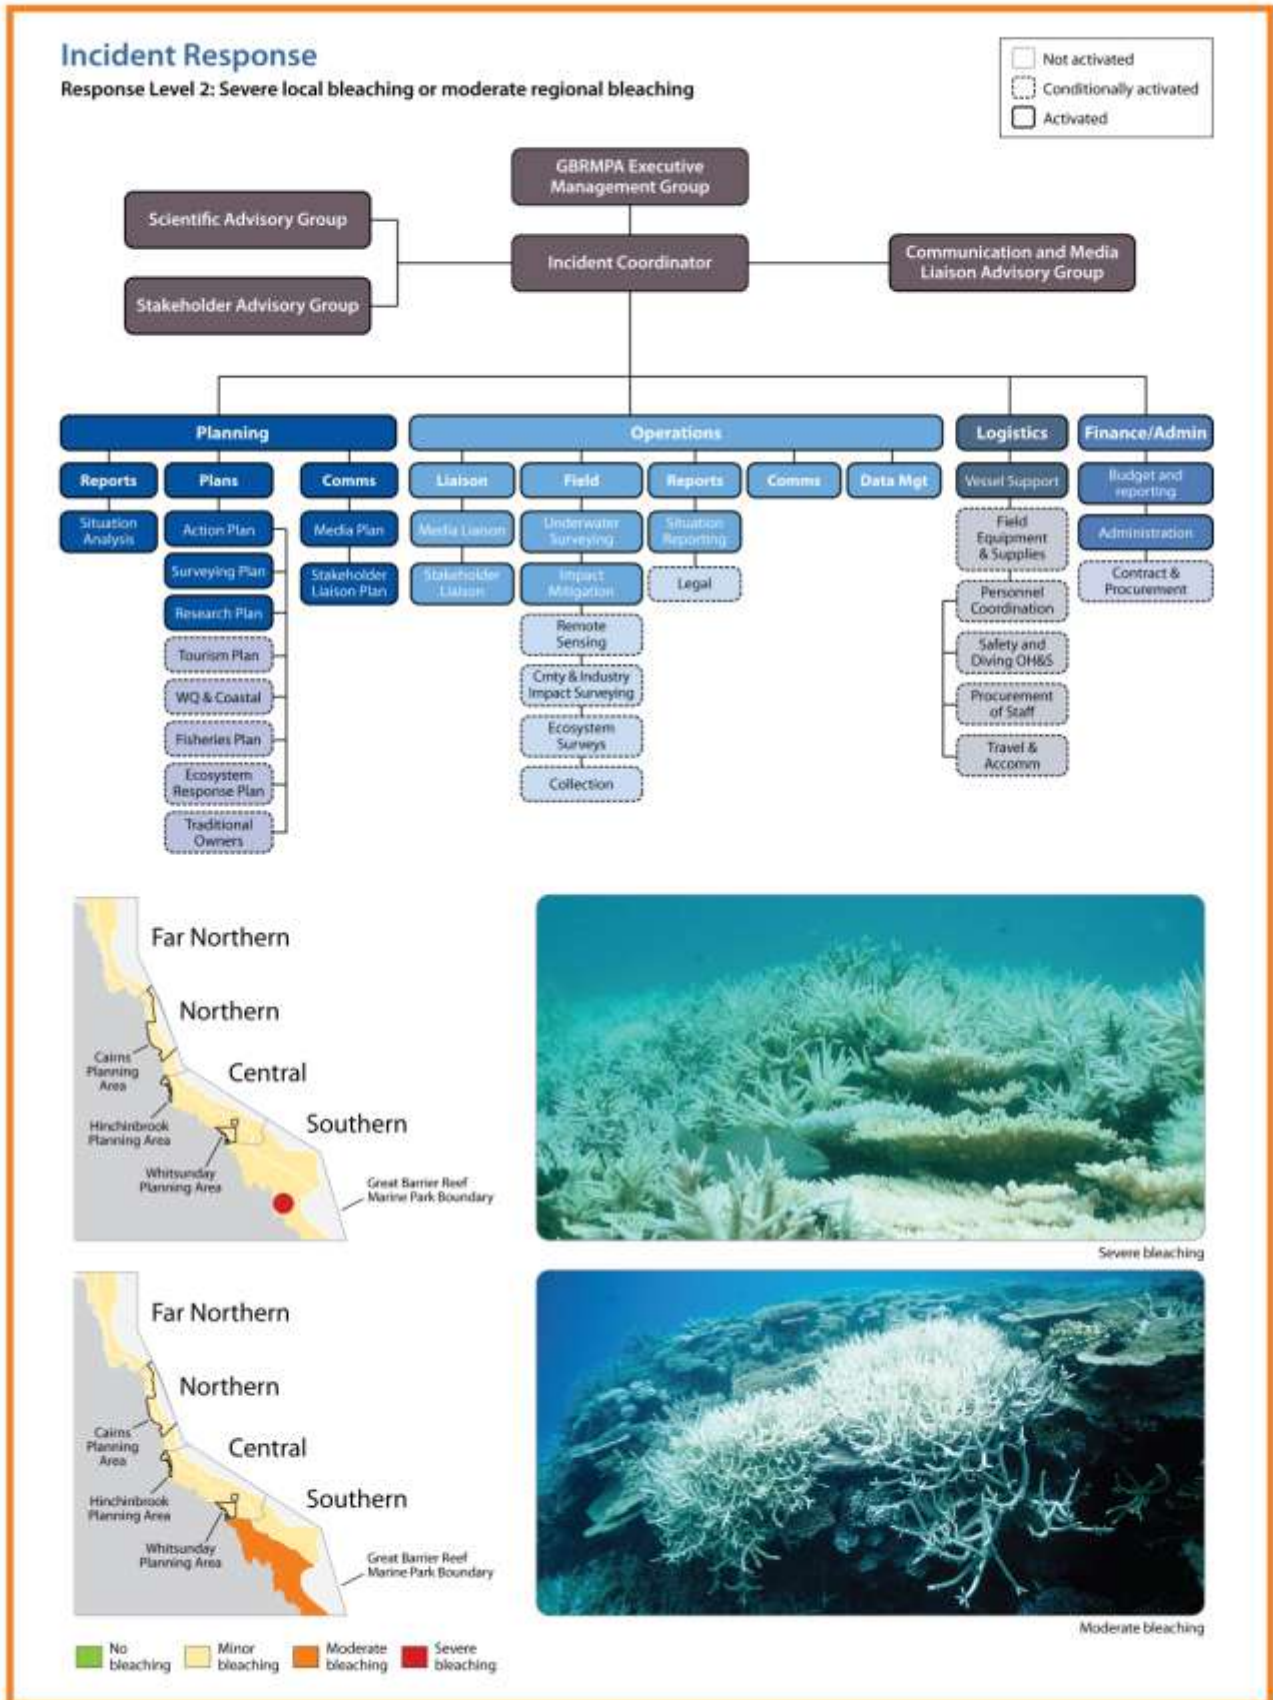 Incident Response
Response Level 2: Severe local bleaching or moderate regional bleaching
Not activated
Conditionally activated
Activated
GBRMPA Executive
Management Group
Scientific Advisory Group
Incident Coordinator
Communication and Media
Liaison Advisory Group
Stakeholder Advisory Group
Planning
Operations
Logistics
Finance/Admin
Reports
Plans
Comms
Liaison
Field
Reports
Comms
Data Mgt
Vessel Support
Budget and
reporting
Situation
Analysis
Action Plan
Surveying Plan
Research Plan
Tourism Plan
WQ & Coastal
Fisheries Plan
Ecosystem
Response Plan
Traditional
Owners
Media Plan
Stakeholder
Liaison Plan
Media Liaison
Stakeholder
Liaison
Underwater
Surveying
Impact
Mitigation
Remote
Sensing
Cmty & Industry
Impact Surveying
Ecosystem
Surveys
Collection
Situation
Reporting
Legal
Field
Equipment
& Supplies
Personnel
Coordination
Safety and
Diving OH&S
Procurement
of Staff
Travel &
Accomm
Administration
Contract &
Procurement
Far Northern
Northern
Cairns
Planning
Area
Central
Hinchinbrook
Planning Area
Southern
Whitsunday
Planning Area
Great Barrier Reef
Marine Park Boundary
Severe bleaching
Far Northern
Northern
Cairns
Planning
Area
Central
Hinchinbrook
Planning Area
Southern
Whitsunday
Planning Area
Great Barrier Reef
Marine Park Boundary
Moderate bleaching
No
bleaching
Minor
bleaching
Moderate
bleaching
Severe
bleaching